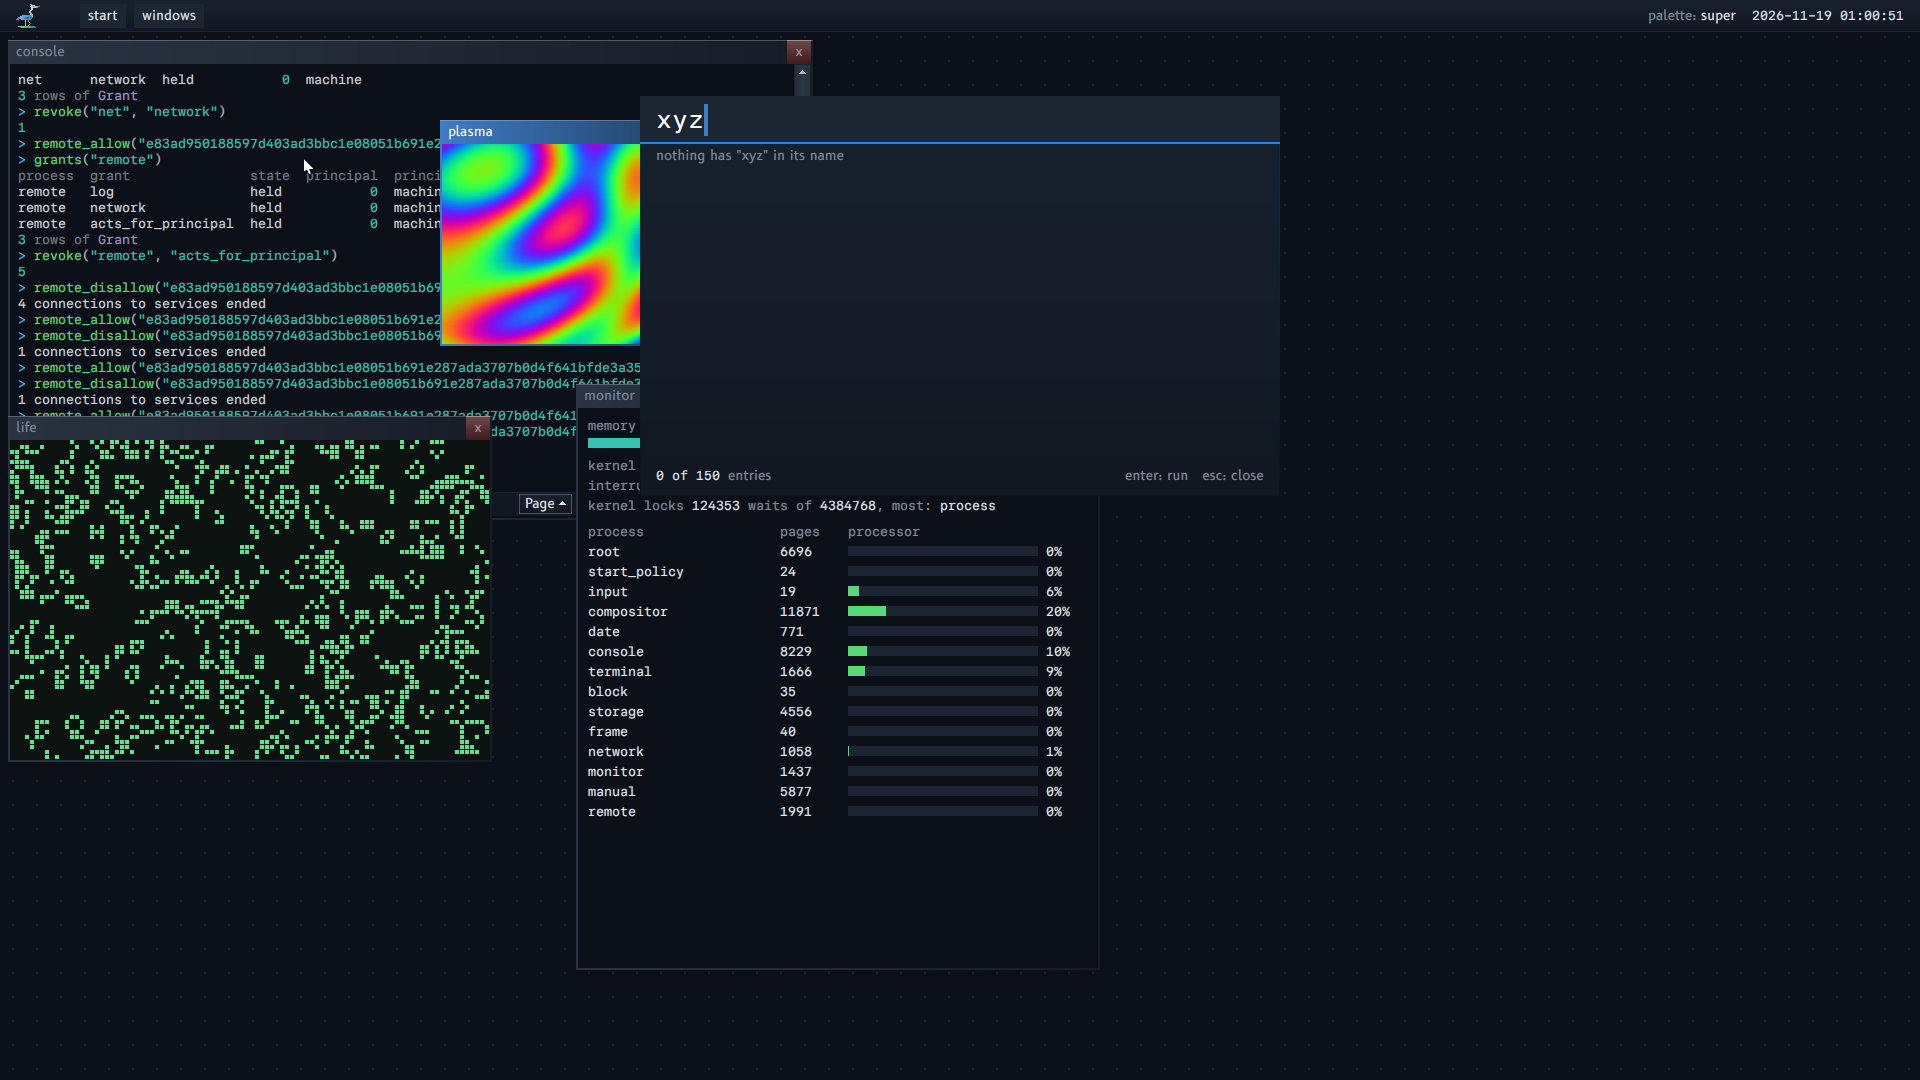 start windows palette: super 2026-11-19 01:00:51
console x
net network held 0 machine
3 rows of Grant
> revoke("net", "network")
1
> remote_allow("e83ad950188597d403ad3bbc1e08051b691e2
> grants("remote")
process grant state principal princi
remote log held 0 machin
remote network held 0 machin
remote acts_for_principal held 0 machin
3 rows of Grant
> revoke("remote", "acts_for_principal")
5
> remote_disallow("e83ad950188597d403ad3bbc1e08051b69
4 connections to services ended
> remote_allow("e83ad950188597d403ad3bbc1e08051b691e2
> remote_disallow("e83ad950188597d403ad3bbc1e08051b69
1 connections to services ended
> remote_allow("e83ad950188597d403ad3bbc1e08051b691e287ada3707b0d4f641bfde3a35
> remote_disallow("e83ad950188597d403ad3bbc1e08051b691e287ada3707b0d4f641bfde3
1 connections to services ended
> remote_allow("e83ad950188597d403ad3bbc1e08051b691e287ada3707b0d4f641
da3707b0d4f
Page
plasma
xyz
nothing has "xyz" in its name
0 of 150 entries enter: run esc: close
life x
monitor
memory
kernel
interru
kernel locks 124353 waits of 4384768, most: process
process pages processor
root 6696 0%
start_policy 24 0%
input 19 6%
compositor 11871 20%
date 771 0%
console 8229 10%
terminal 1666 9%
block 35 0%
storage 4556 0%
frame 40 0%
network 1058 1%
monitor 1437 0%
manual 5877 0%
remote 1991 0%